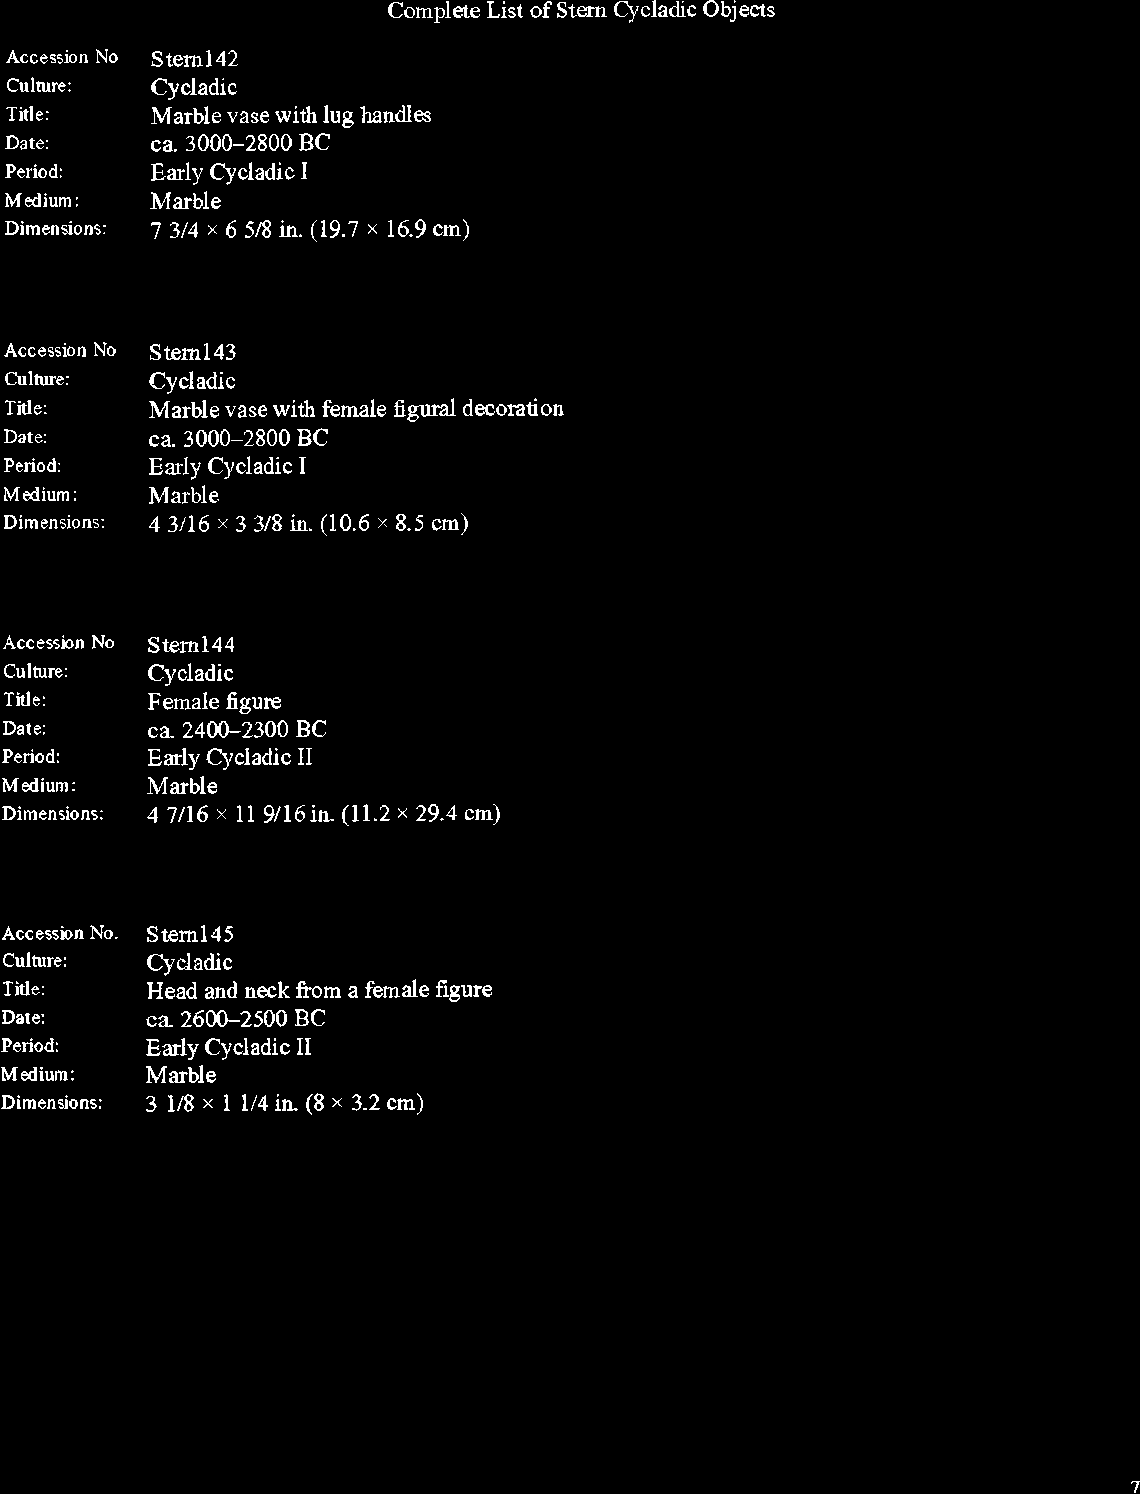 Complete List of Stern Cycladic Objects
Accession No Stern142
Culture: Cycladic
Title: Marble vase with lug handles
Date: ca. 3000–2800 BC
Period: Early Cycladic I
Medium: Marble
Dimensions: 7 3/4 × 6 5/8 in. (19.7 × 16.9 cm)
Accession No Stern143
Culture: Cycladic
Title: Marble vase with female figural decoration
Date: ca. 3000–2800 BC
Period: Early Cycladic I
Medium: Marble
Dimensions: 4 3/16 × 3 3/8 in. (10.6 × 8.5 cm)
Accession No Stern144
Culture: Cycladic
Title: Female figure
Date: ca. 2400–2300 BC
Period: Early Cycladic II
Medium: Marble
Dimensions: 4 7/16 × 11 9/16 in. (11.2 × 29.4 cm)
Accession No. Stern145
Culture: Cycladic
Title: Head and neck from a female figure
Date: ca. 2600–2500 BC
Period: Early Cycladic II
Medium: Marble
Dimensions: 3 1/8 × 1 1/4 in. (8 × 3.2 cm)
7